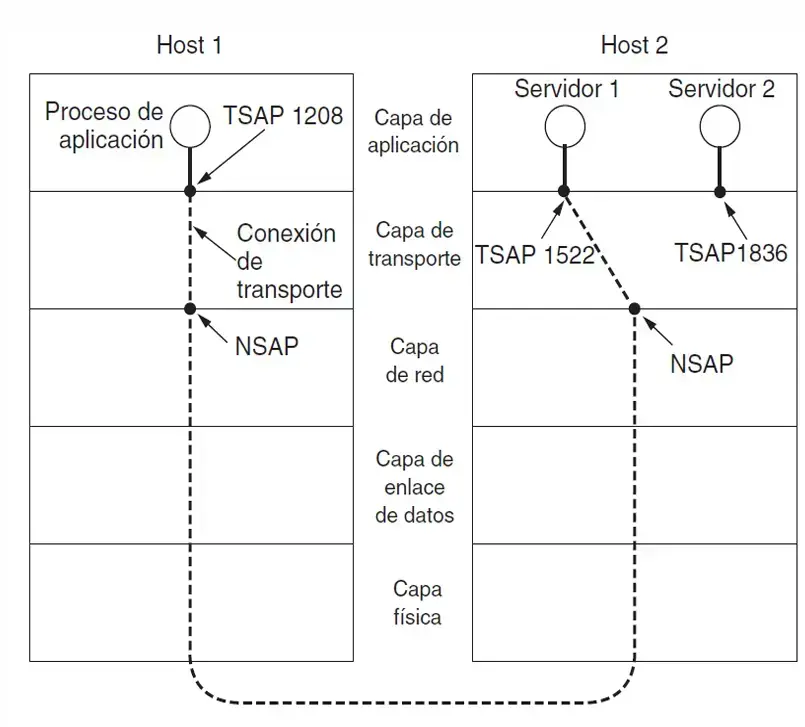 Host 1
Host 2
Proceso de
aplicación
TSAP 1208
Capa de
aplicación
Servidor 1
Servidor 2
Conexión
de
transporte
Capa de
transporte
TSAP 1522
TSAP1836
NSAP
Capa
de red
NSAP
Capa de
enlace
de datos
Capa
física